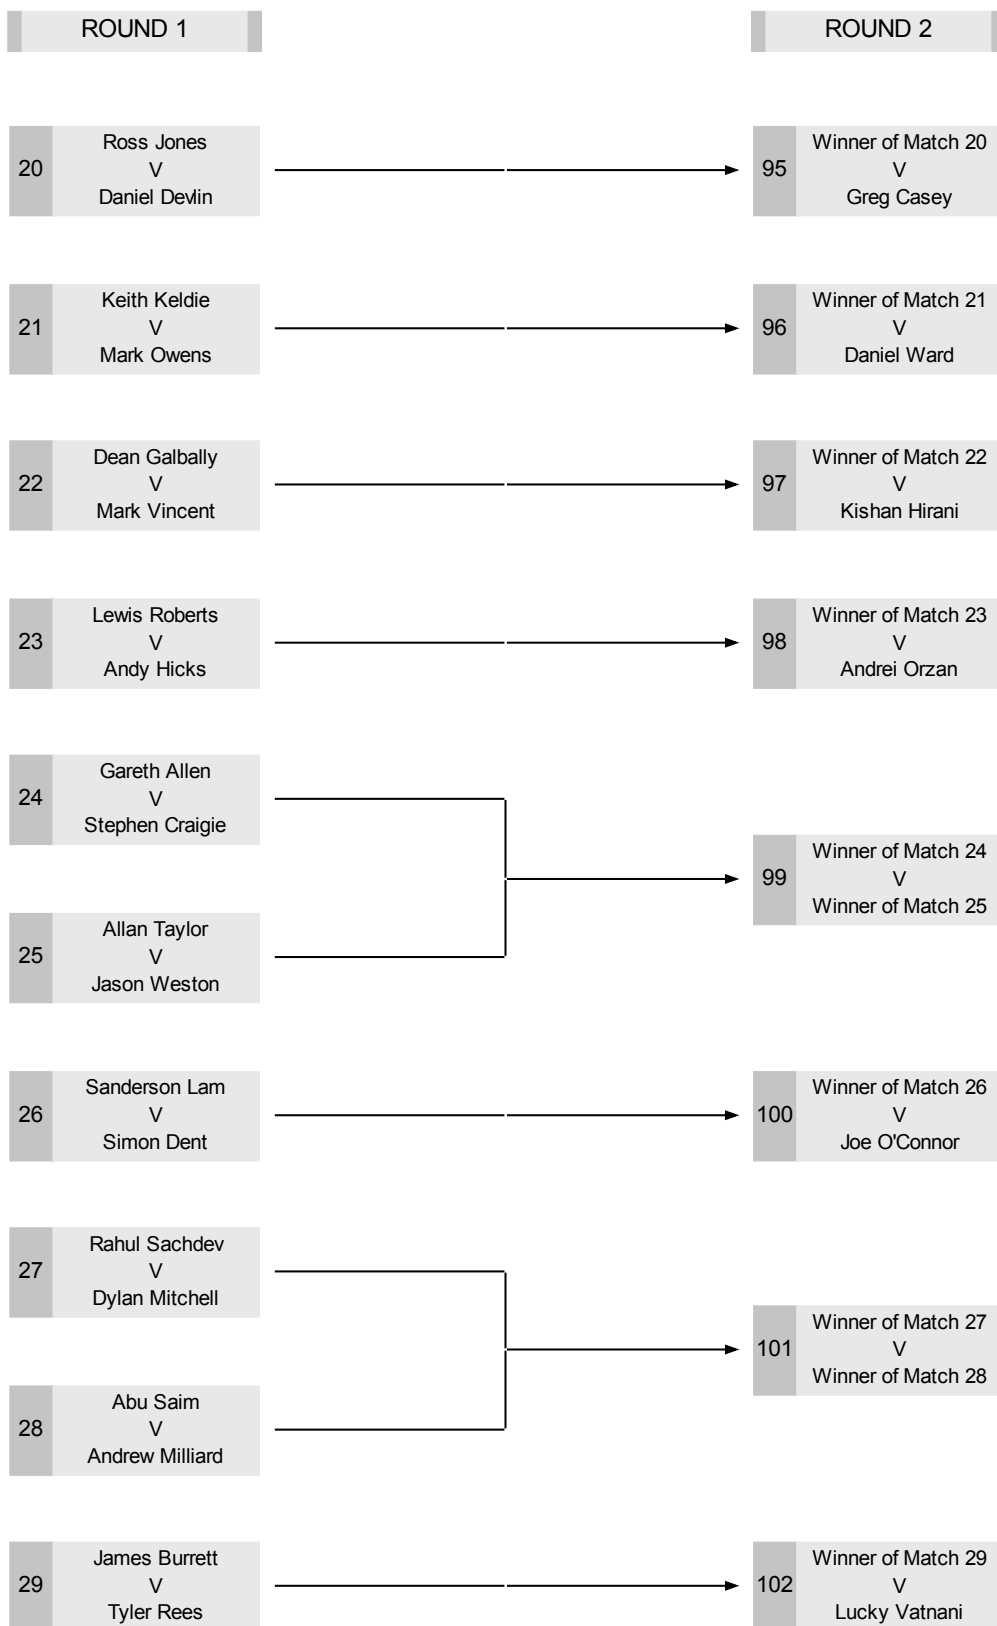 ROUND 1
ROUND 2
20
Ross Jones
V
Daniel Devlin
95
Winner of Match 20
V
Greg Casey
21
Keith Keldie
V
Mark Owens
96
Winner of Match 21
V
Daniel Ward
22
Dean Galbally
V
Mark Vincent
97
Winner of Match 22
V
Kishan Hirani
23
Lewis Roberts
V
Andy Hicks
98
Winner of Match 23
V
Andrei Orzan
24
Gareth Allen
V
Stephen Craigie
25
Allan Taylor
V
Jason Weston
99
Winner of Match 24
V
Winner of Match 25
26
Sanderson Lam
V
Simon Dent
100
Winner of Match 26
V
Joe O'Connor
27
Rahul Sachdev
V
Dylan Mitchell
28
Abu Saim
V
Andrew Milliard
101
Winner of Match 27
V
Winner of Match 28
29
James Burrett
V
Tyler Rees
102
Winner of Match 29
V
Lucky Vatnani